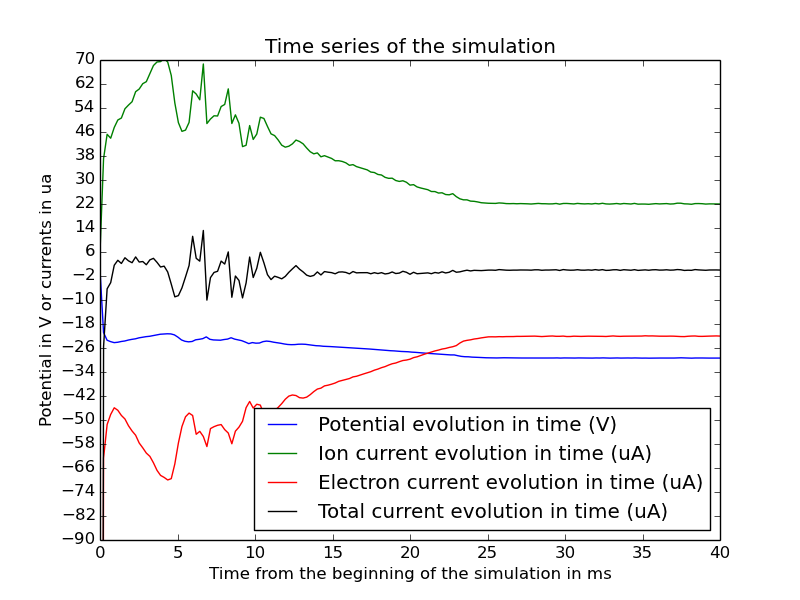 Time series of the simulation
Potential in V or currents in ua
70
62
54
46
38
30
22
14
6
−2
−10
−18
−26
−34
−42
−50
−58
−66
−74
−82
−90
Potential evolution in time (V)
Ion current evolution in time (uA)
Electron current evolution in time (uA)
Total current evolution in time (uA)
0 5 10 15 20 25 30 35 40
Time from the beginning of the simulation in ms